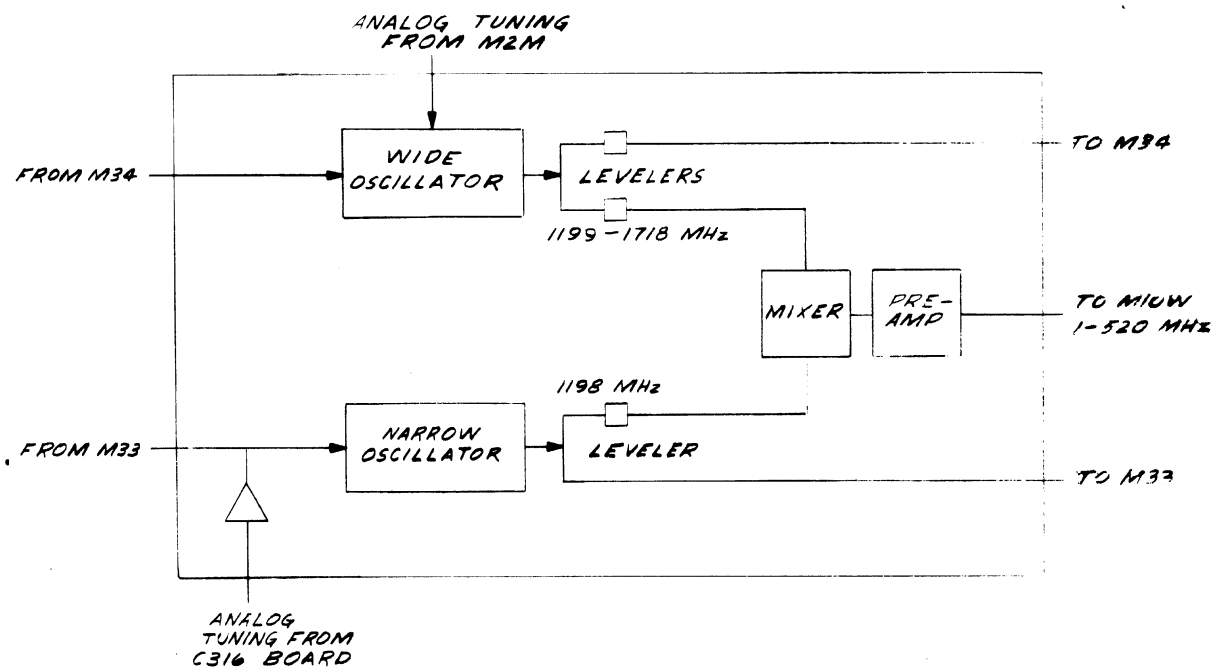 ANALOG TUNING
FROM M2M
FROM M34
WIDE
OSCILLATOR
LEVELERS
TO M34
1199-1718 MHz
MIXER
PRE-
AMP
TO M10W
1-520 MHz
1198 MHz
FROM M33
NARROW
OSCILLATOR
LEVELER
TO M33
ANALOG
TUNING FROM
C316 BOARD